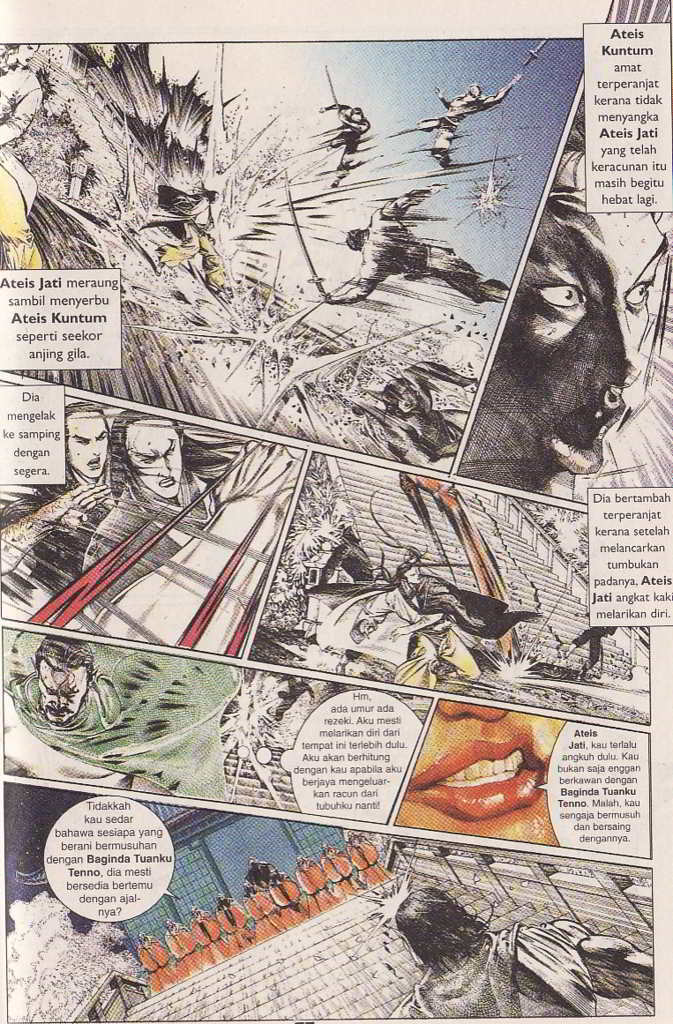 Ateis
Kuntum
amat
terperanjat
kerana tidak
menyangka
Ateis Jati
yang telah
keracunan itu
masih begitu
hebat lagi.
Ateis Jati meraung
sambil menyerbu
Ateis Kuntum
seperti seekor
anjing gila.
Dia
mengelak
ke samping
dengan
segera.
Dia bertambah
terperanjat
kerana setelah
melancarkan
tumbukan
padanya, Ateis
Jati angkat kaki
melarikan diri.
Hm,
ada umur ada
rezeki. Aku mesti
melarikan diri dari
tempat ini terlebih dulu.
Aku akan berhitung
dengan kau apabila aku
berjaya mengeluar-
kan racun dari
tubuhku nanti!
Ateis
Jati, kau terlalu
angkuh dulu. Kau
bukan saja enggan
berkawan dengan
Baginda Tuanku
Tenno. Malah, kau
sengaja bermusuh
dan bersaing
dengannya.
Tidakkah
kau sedar
bahawa sesiapa yang
berani bermusuhan
dengan Baginda Tuanku
Tenno, dia mesti
bersedia bertemu
dengan ajal-
nya?